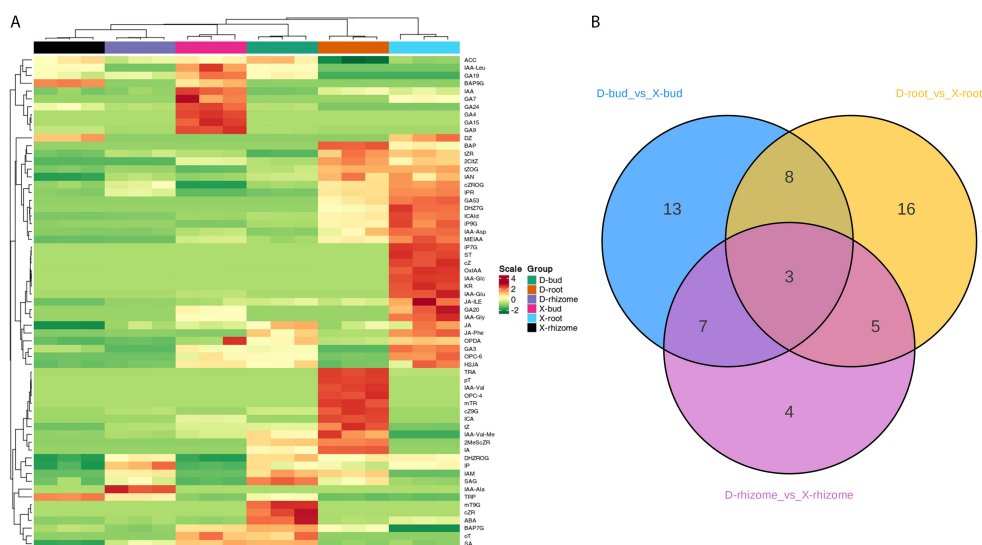 A
ACC
IAA-Leu
GA19
BAP9G
IAA
GA7
GA24
GA4
GA15
GA9
DZ
BAP
tZR
2CltZ
tZOG
IAN
cZROG
IPR
GA53
DHZ7G
ICAld
iP9G
IAA-Asp
MEIAA
iP7G
ST
cZ
OxIAA
IAA-Glc
KR
IAA-Glu
JA-ILE
GA20
IAA-Gly
JA
JA-Phe
OPDA
GA3
OPC-6
H2JA
TRA
pT
IAA-Val
OPC-4
mTR
cZ9G
ICA
tZ
IAA-Val-Me
2MeScZR
IA
DHZROG
IP
IAM
SAG
IAA-Ala
TRP
mT9G
cZR
ABA
BAP7G
oT
SA
Scale
4
2
0
-2
Group
D-bud
D-root
D-rhizome
X-bud
X-root
X-rhizome
B
D-bud_vs_X-bud
D-root_vs_X-root
8
13
16
3
7
5
4
D-rhizome_vs_X-rhizome